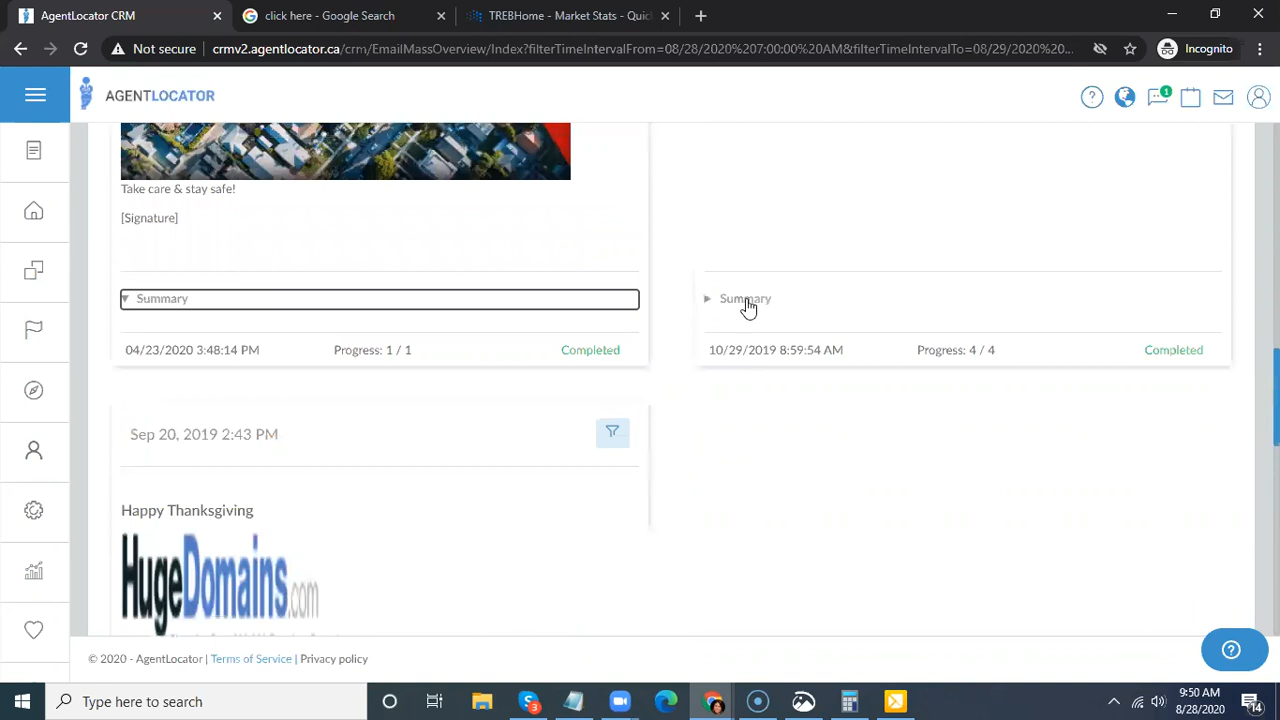 AgentLocator CRM
click here - Google Search
TREBHome - Market Stats - Quic
Not secure
crmv2.agentlocator.ca/crm/EmailMassOverview/Index?filterTimeIntervalFrom=08/28/2020%207:00:00%20AM&filterTimeIntervalTo=08/29/2020%20...
Incognito
AGENTLOCATOR
1
Take care & stay safe!
[Signature]
Summary
Summary
04/23/2020 3:48:14 PM
Progress: 1 / 1
Completed
10/29/2019 8:59:54 AM
Progress: 4 / 4
Completed
Sep 20, 2019 2:43 PM
Happy Thanksgiving
HugeDomains.com
© 2020 - AgentLocator | Terms of Service | Privacy policy
Type here to search
3
9:50 AM
8/28/2020
14